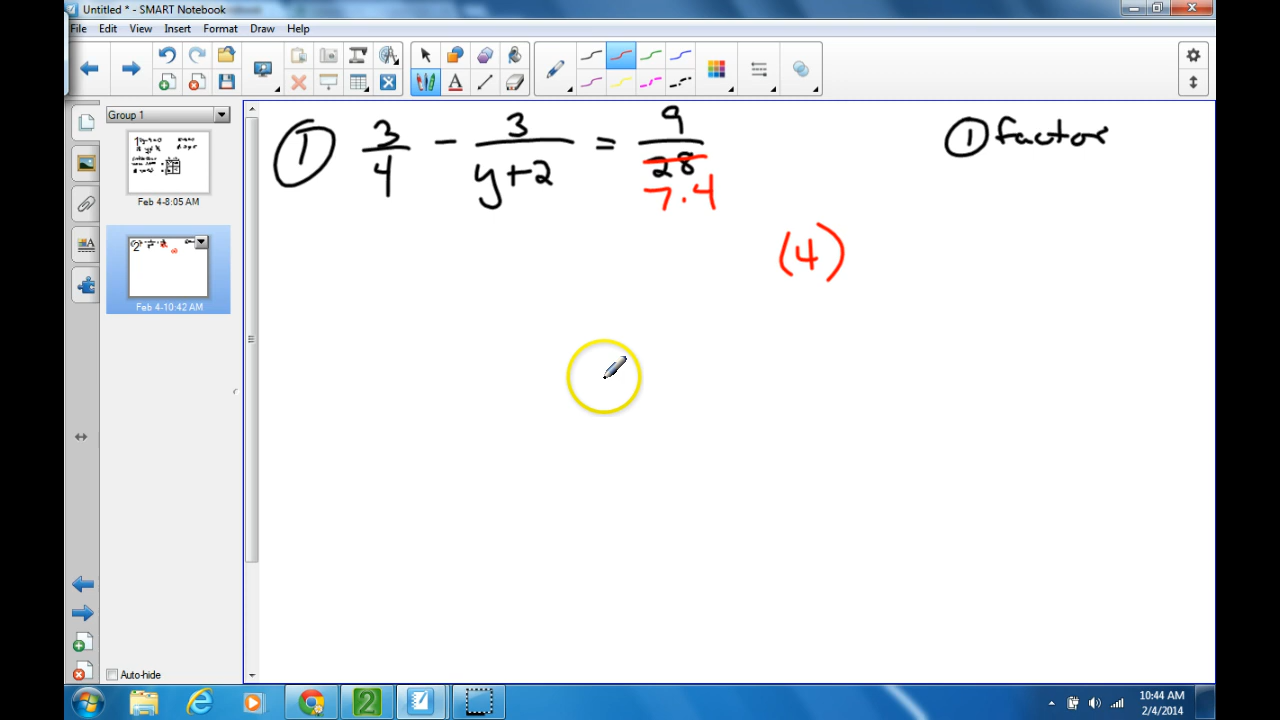 Untitled * - SMART Notebook
File Edit View Insert Format Draw Help
Group 1
Feb 4-8:05 AM
Feb 4-10:42 AM
① 3/4 - 3/(y+2) = 9/28
7.4
(4)
① factor
Auto-hide
10:44 AM
2/4/2014